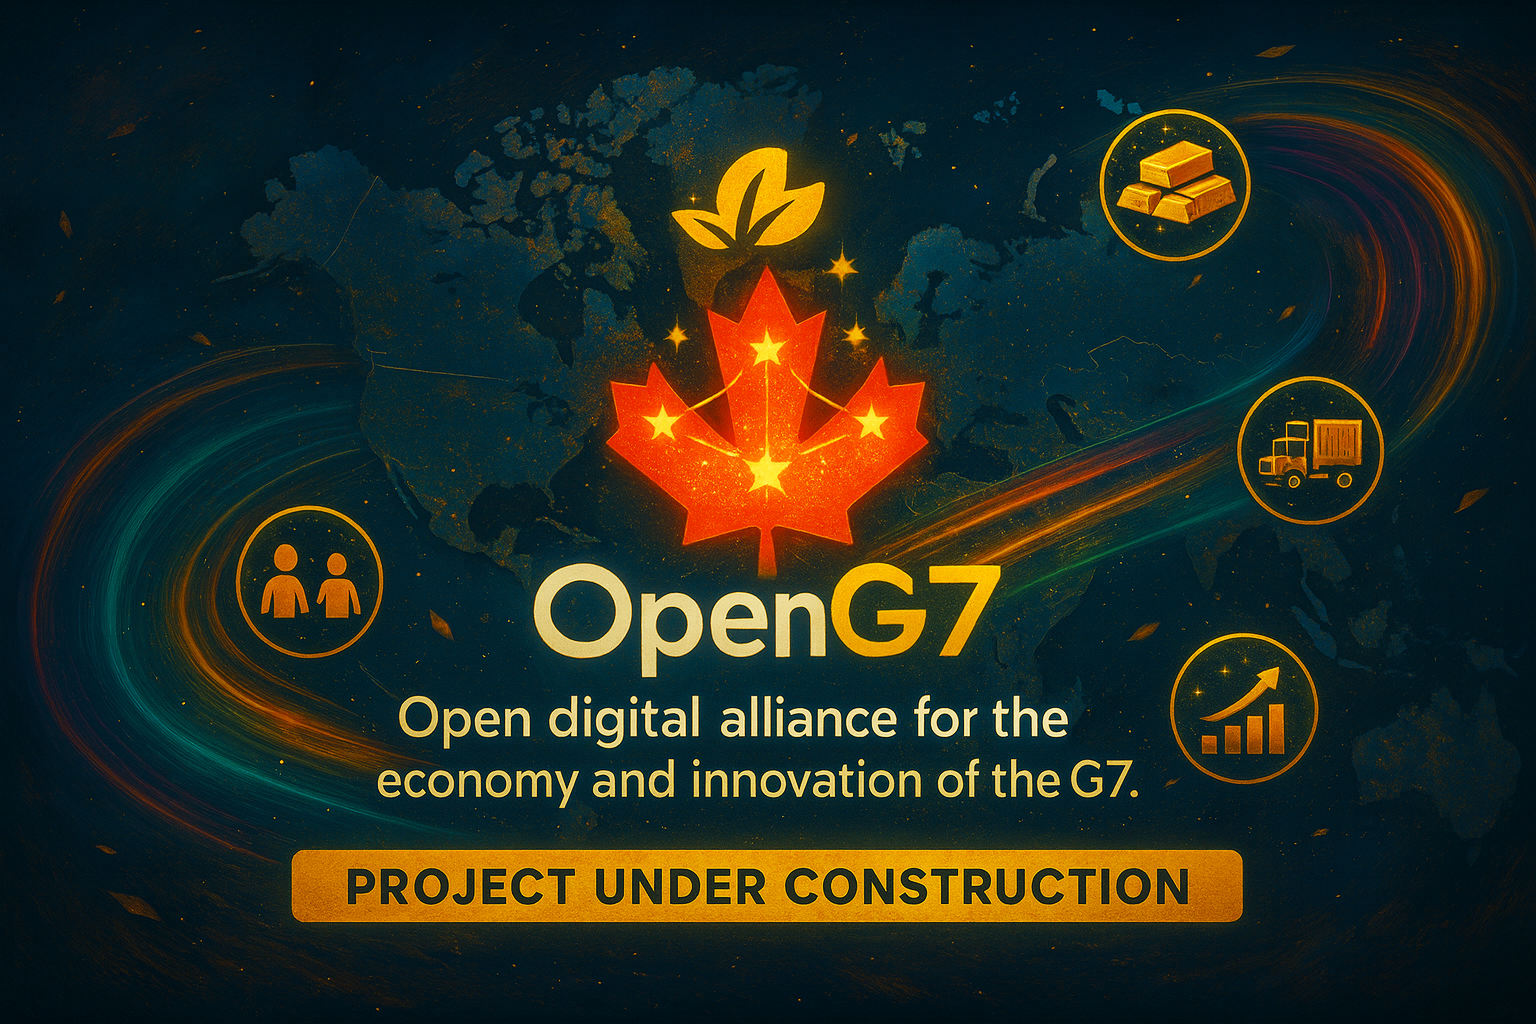 OpenG7
Open digital alliance for the
economy and innovation of the G7.
PROJECT UNDER CONSTRUCTION